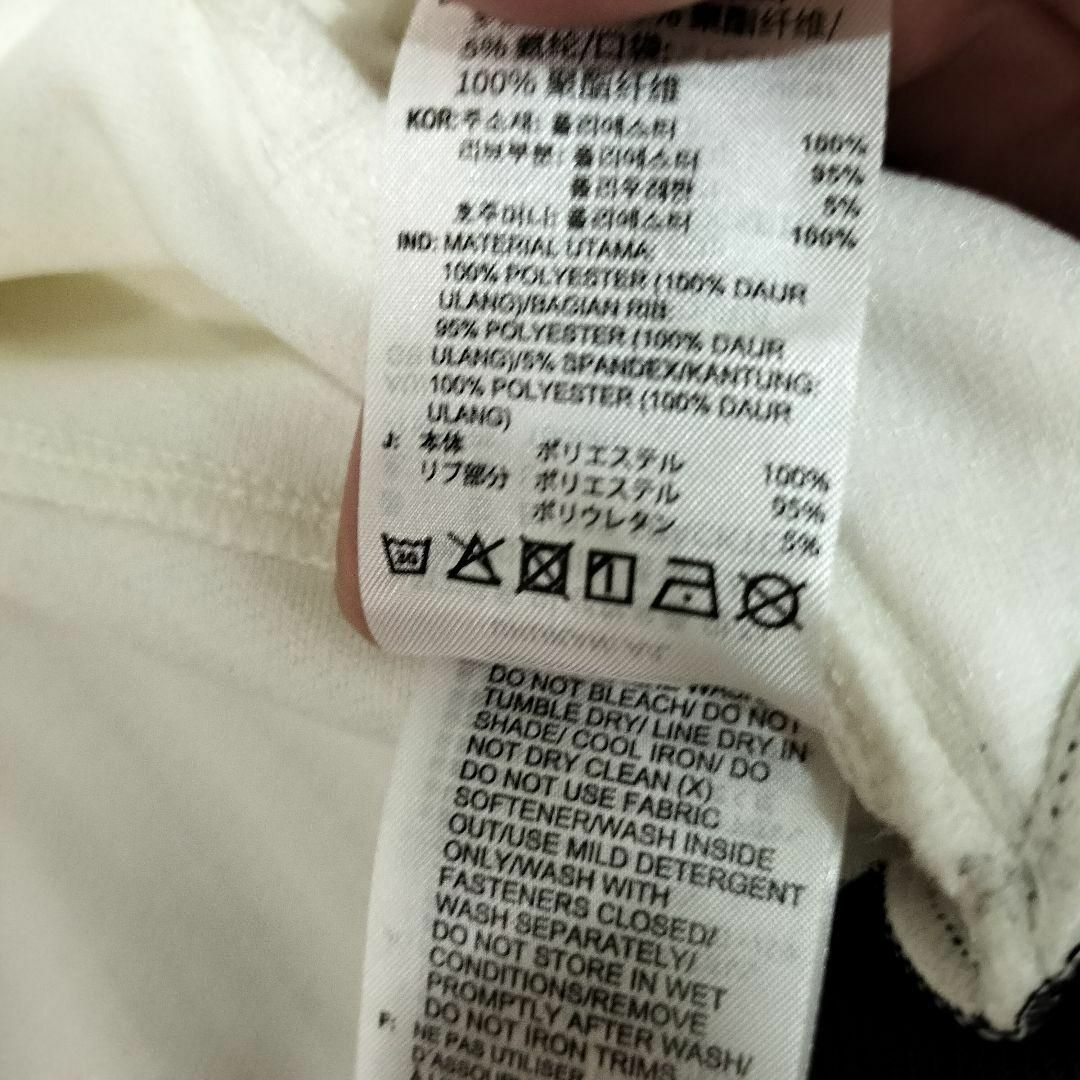 聚酯纤维/
5% 氨纶/口袋:
100% 聚酯纤维
KOR: 주소재: 폴리에스터 100%
리브부분: 폴리에스터 95%
폴리우레탄 5%
호주머니: 폴리에스터 100%
IND: MATERIAL UTAMA:
100% POLYESTER (100% DAUR
ULANG)/BAGIAN RIB:
95% POLYESTER (100% DAUR
ULANG)/5% SPANDEX/KANTUNG:
100% POLYESTER (100% DAUR
ULANG)
J: 本体 ポリエステル 100%
リブ部分 ポリエステル 95%
ポリウレタン 5%
30
DO NOT BLEACH/ DO NOT
TUMBLE DRY/ LINE DRY IN
SHADE/ COOL IRON/ DO
NOT DRY CLEAN (X)
DO NOT USE FABRIC
SOFTENER/WASH INSIDE
OUT/USE MILD DETERGENT
ONLY/WASH WITH
FASTENERS CLOSED/
WASH SEPARATELY/
DO NOT STORE IN WET
CONDITIONS/REMOVE
PROMPTLY AFTER WASH/
DO NOT IRON TRIMS
F: NE PAS UTILISER